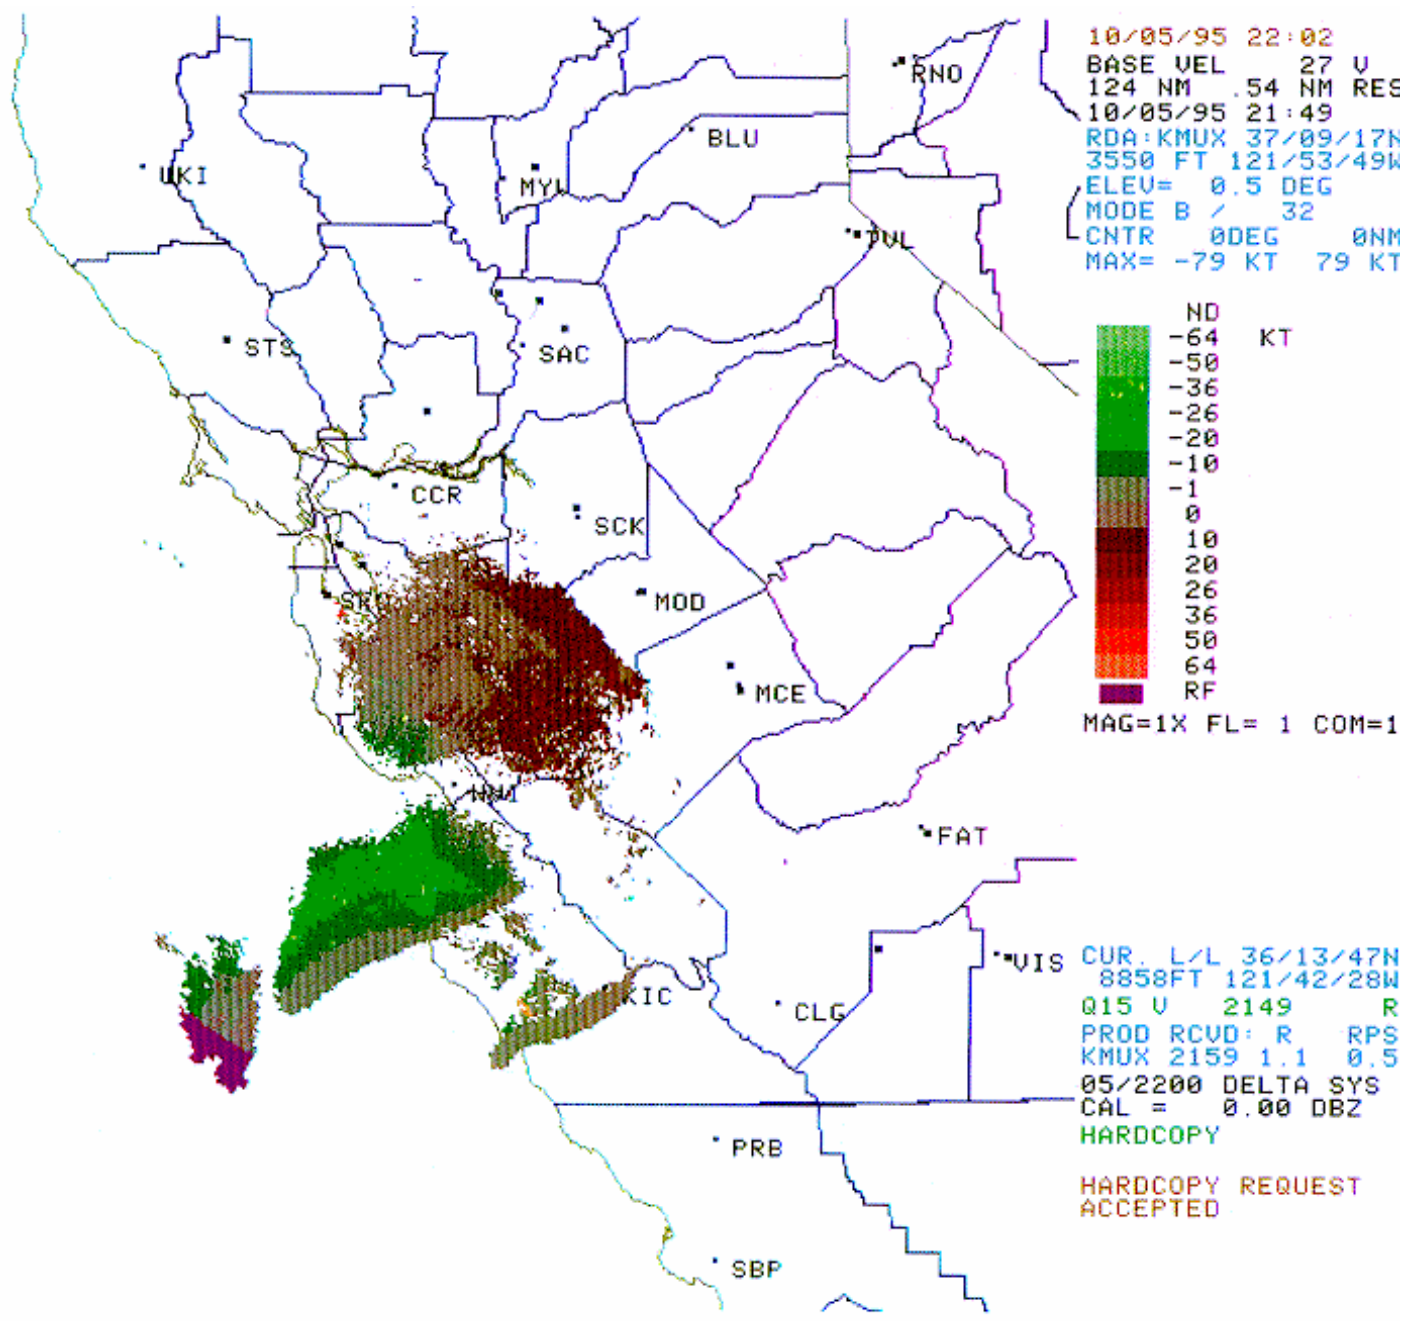 10/05/95 22:02
BASE VEL 27 V
124 NM .54 NM RES
10/05/95 21:49
RDA:KMUX 37/09/17N
3550 FT 121/53/49W
ELEV= 0.5 DEG
MODE B / 32
CNTR 0DEG 0NM
MAX= -79 KT 79 KT
ND
-64 KT
-50
-36
-26
-20
-10
-1
0
10
20
26
36
50
64
RF
MAG=1X FL= 1 COM=1
RNO
BLU
UKI
TVL
STS
SAC
CCR
SCK
MOD
MCE
FAT
VIS
KIC
CLG
PRB
SBP
CUR. L/L 36/13/47N
8858FT 121/42/28W
Q15 V 2149 R
PROD RCVD: R RPS
KMUX 2159 1.1 0.5
05/2200 DELTA SYS
CAL = 0.00 DBZ
HARDCOPY
HARDCOPY REQUEST
ACCEPTED